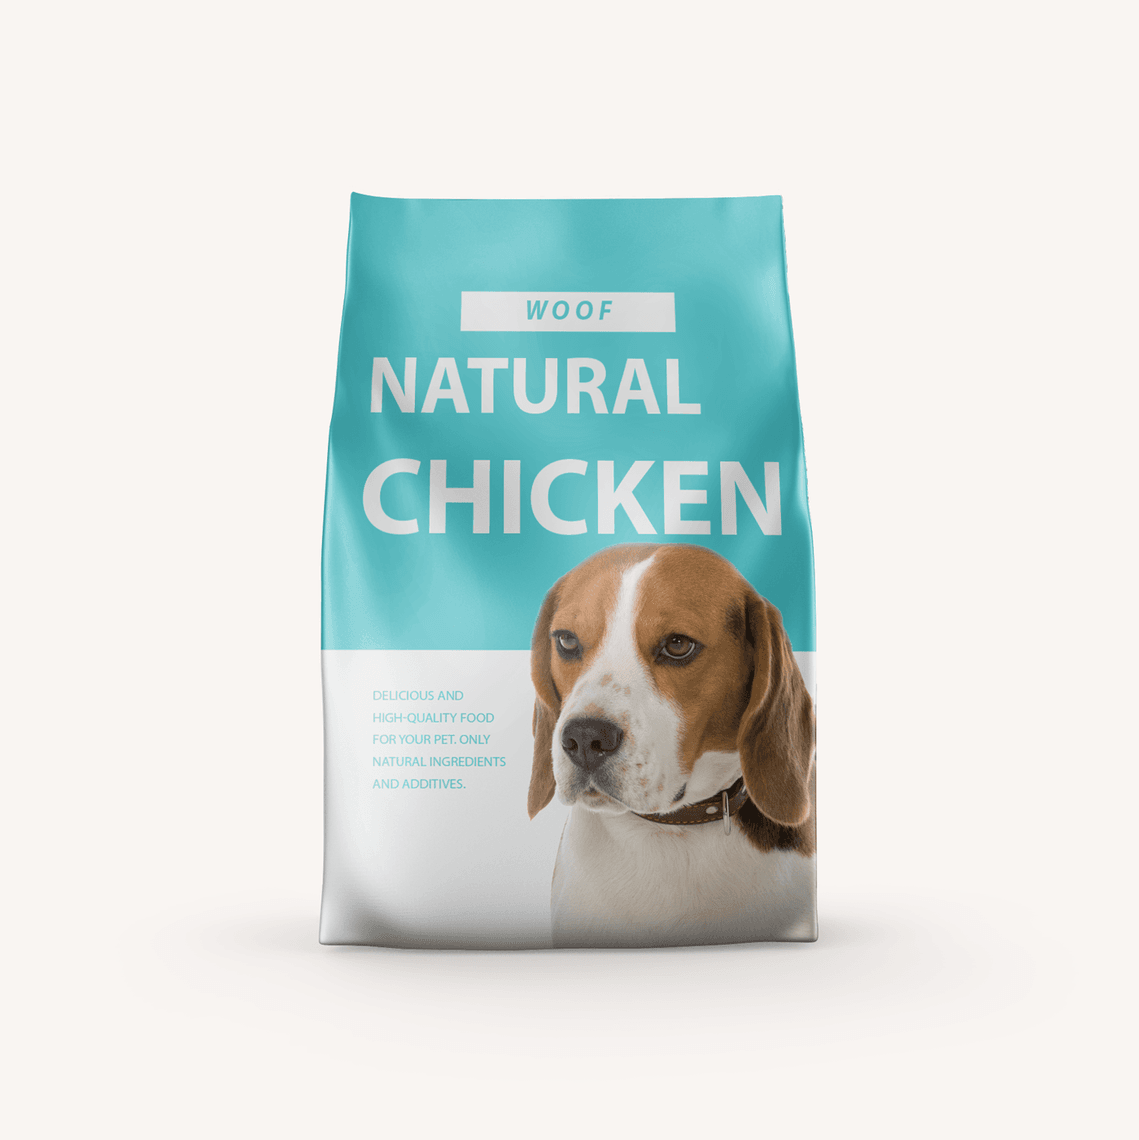 WOOF
NATURAL
CHICKEN
DELICIOUS AND
HIGH-QUALITY FOOD
FOR YOUR PET. ONLY
NATURAL INGREDIENTS
AND ADDITIVES.